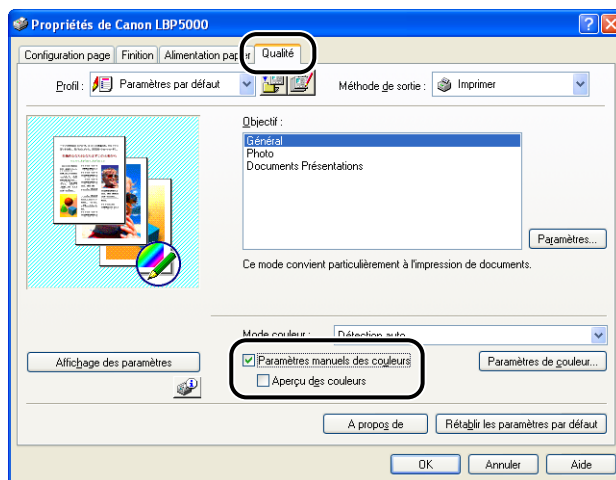 Propriétés de Canon LBP5000
Configuration page Finition Alimentation papier Qualité
Profil : Paramètres par défaut Méthode de sortie : Imprimer
Objectif :
Général
Photo
Documents Présentations
Paramètres...
Ce mode convient particulièrement à l'impression de documents.
Mode couleur : Détection auto
Affichage des paramètres Paramètres manuels des couleurs Paramètres de couleur...
Aperçu des couleurs
A propos de Rétablir les paramètres par défaut
OK Annuler Aide